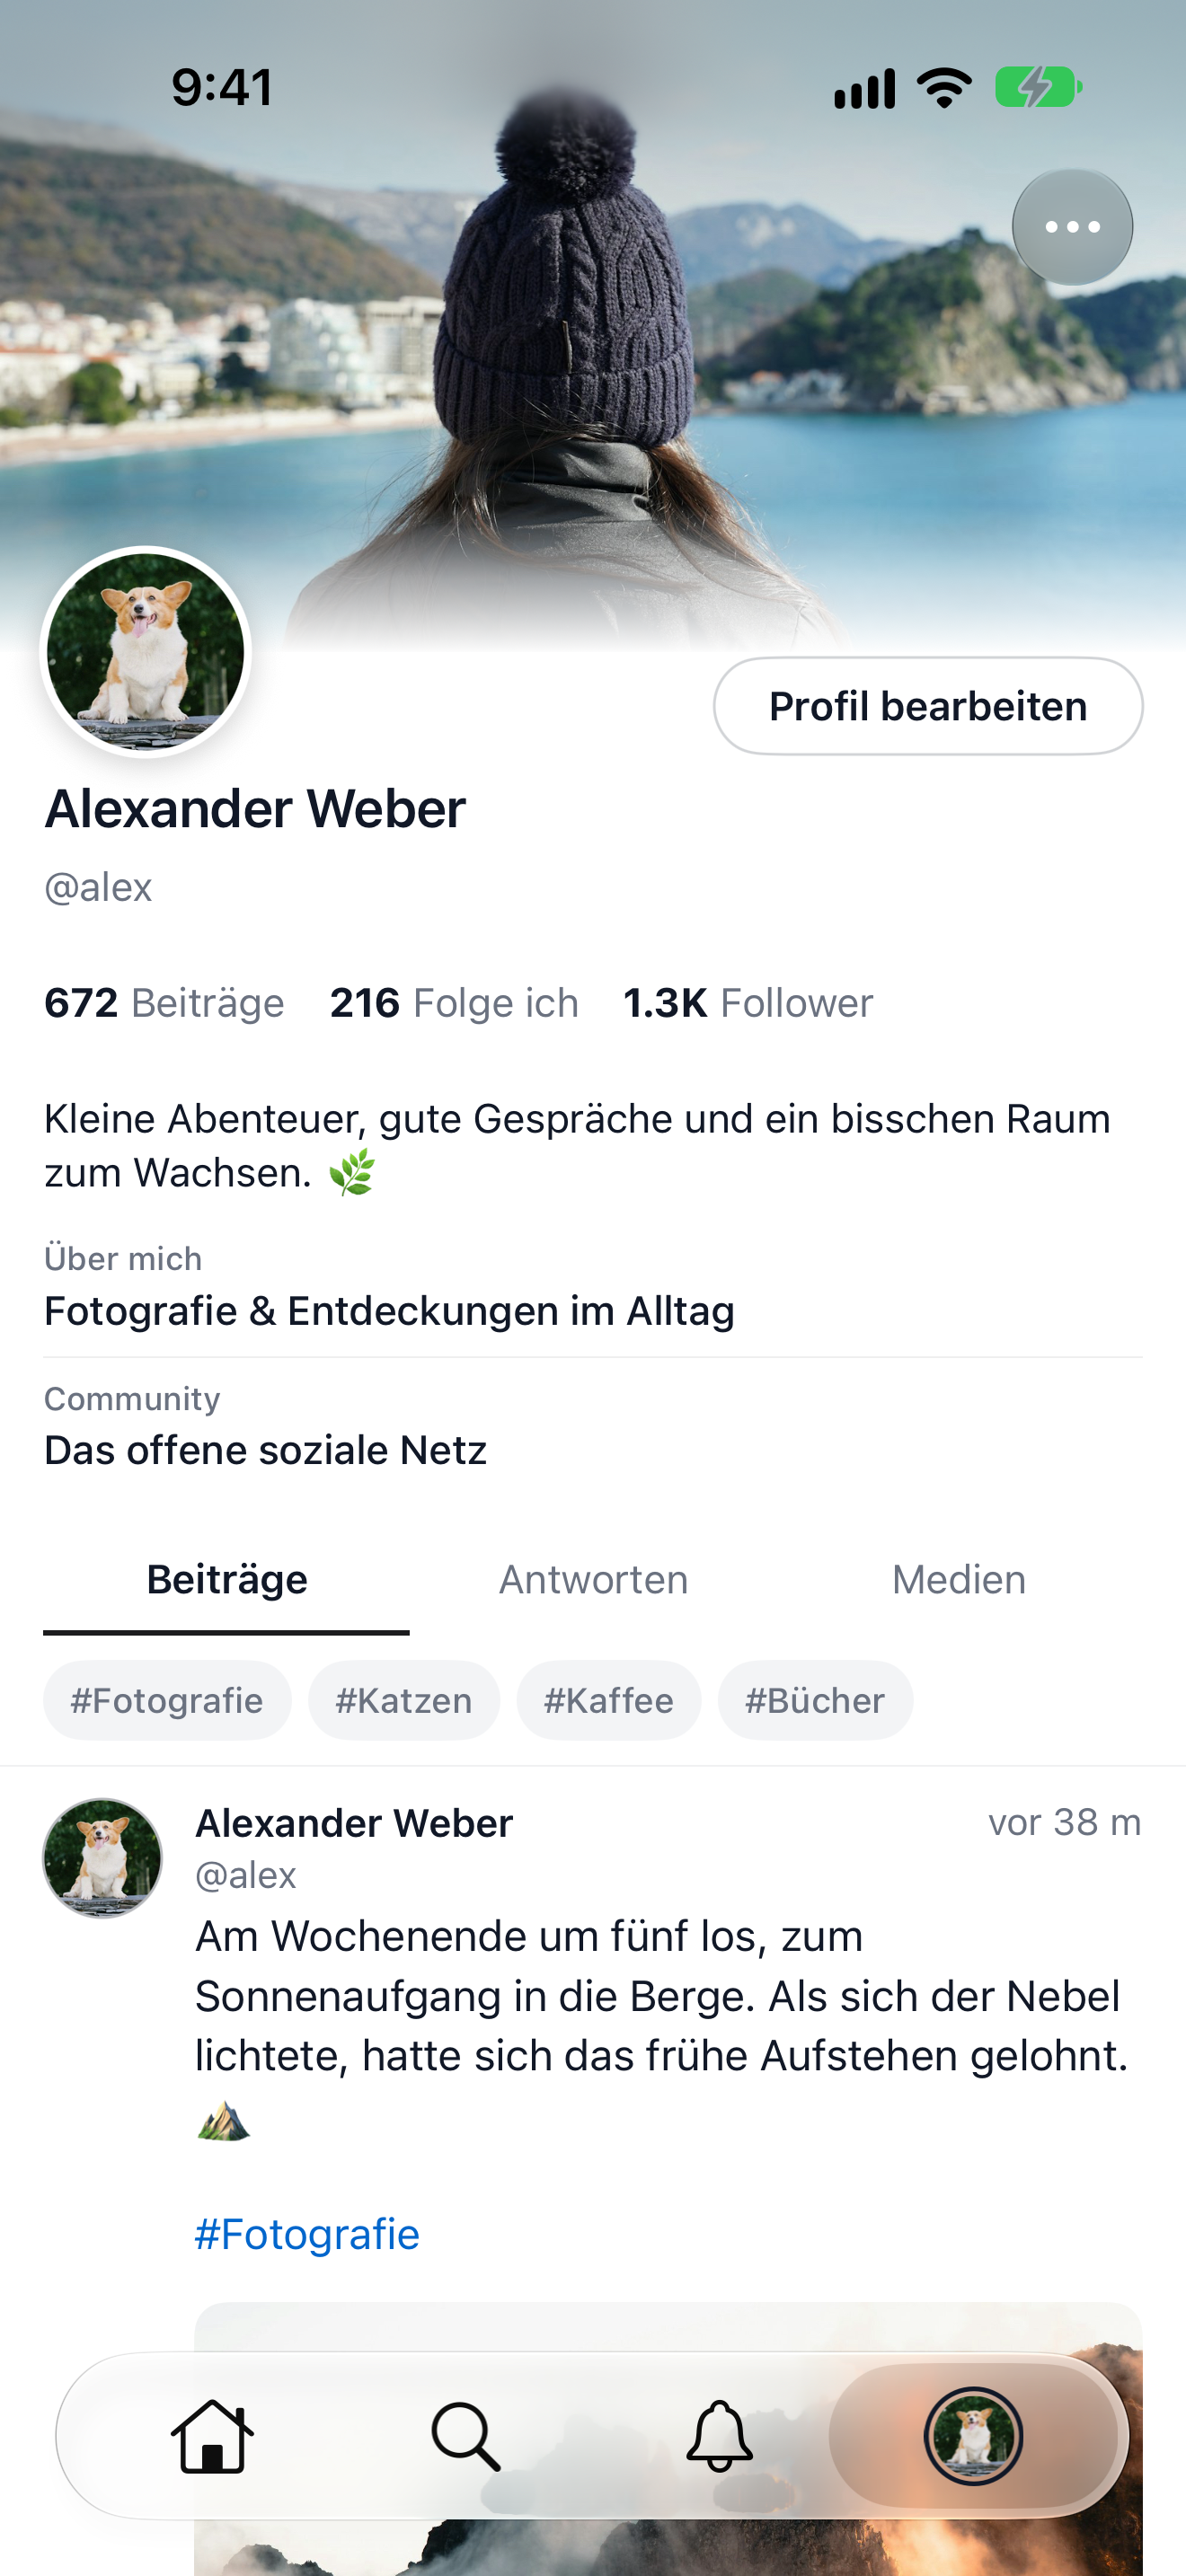 9:41
Profil bearbeiten
Alexander Weber
@alex
672 Beiträge 216 Folge ich 1.3K Follower
Kleine Abenteuer, gute Gespräche und ein bisschen Raum
zum Wachsen. 🌿
Über mich
Fotografie & Entdeckungen im Alltag
Community
Das offene soziale Netz
Beiträge Antworten Medien
#Fotografie #Katzen #Kaffee #Bücher
Alexander Weber vor 38 m
@alex
Am Wochenende um fünf los, zum
Sonnenaufgang in die Berge. Als sich der Nebel
lichtete, hatte sich das frühe Aufstehen gelohnt.
⛰️
#Fotografie